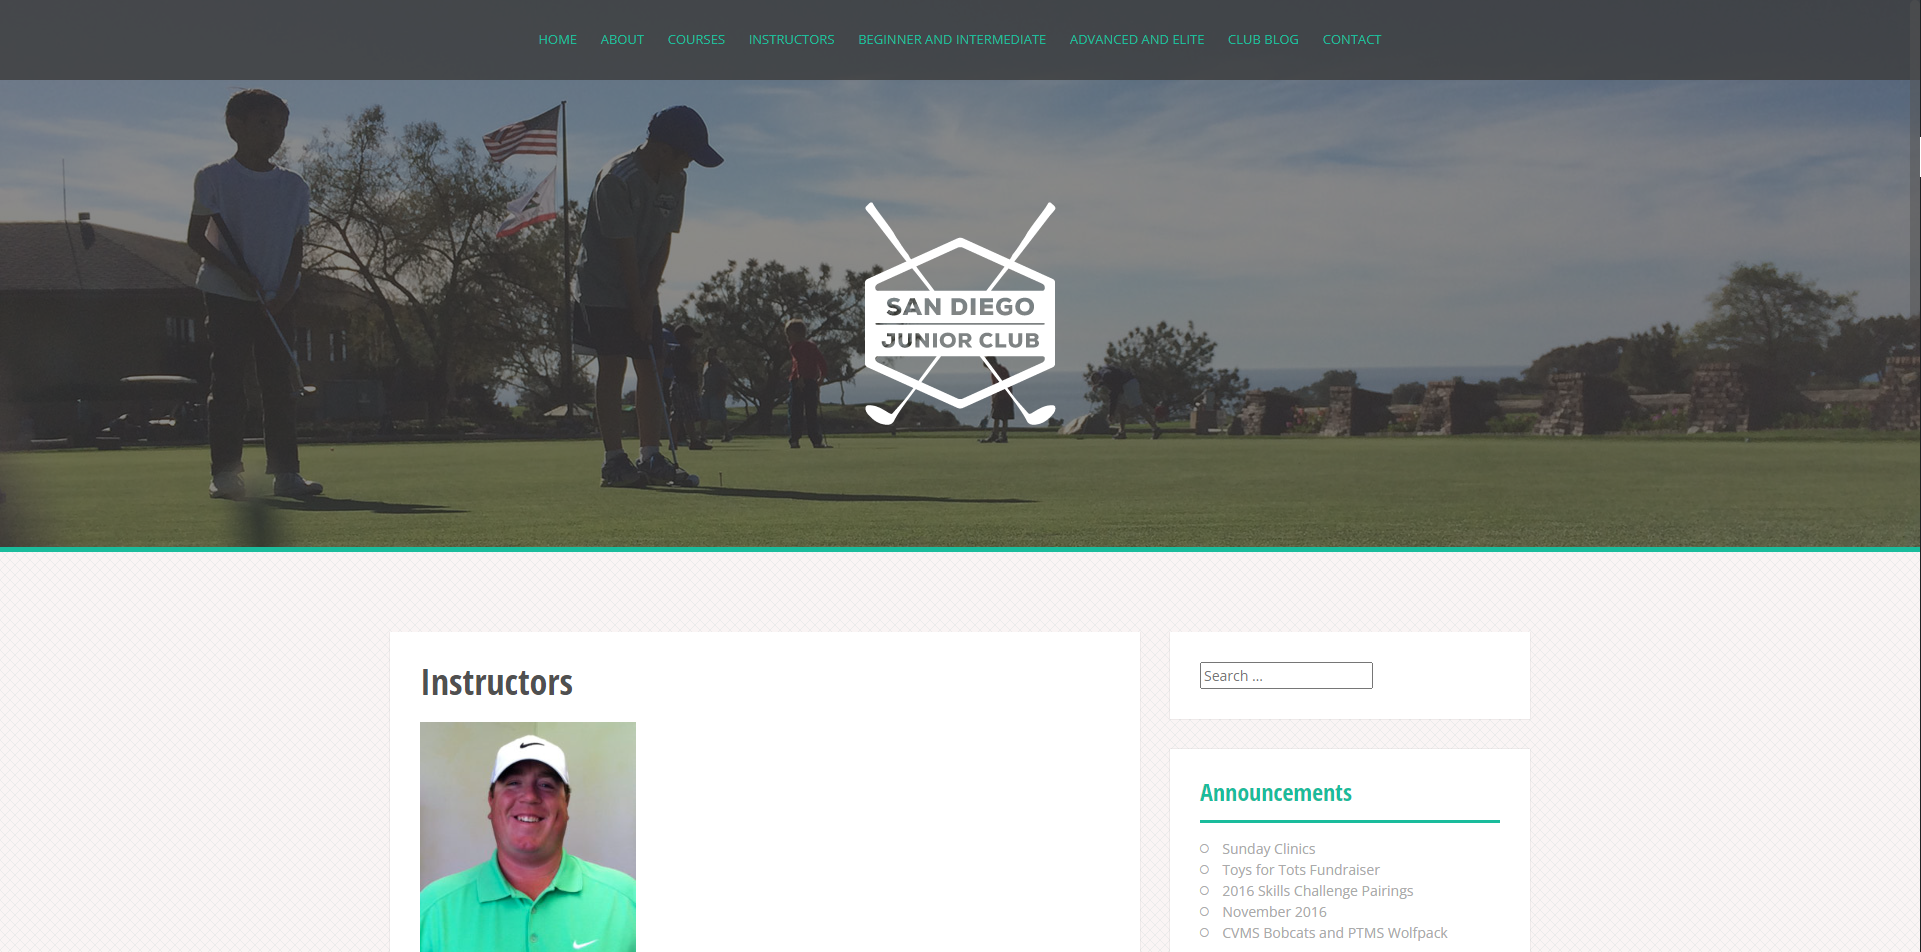 HOME ABOUT COURSES INSTRUCTORS BEGINNER AND INTERMEDIATE ADVANCED AND ELITE CLUB BLOG CONTACT
SAN DIEGO
JUNIOR CLUB
Instructors
Search ...
Announcements
Sunday Clinics
Toys for Tots Fundraiser
2016 Skills Challenge Pairings
November 2016
CVMS Bobcats and PTMS Wolfpack